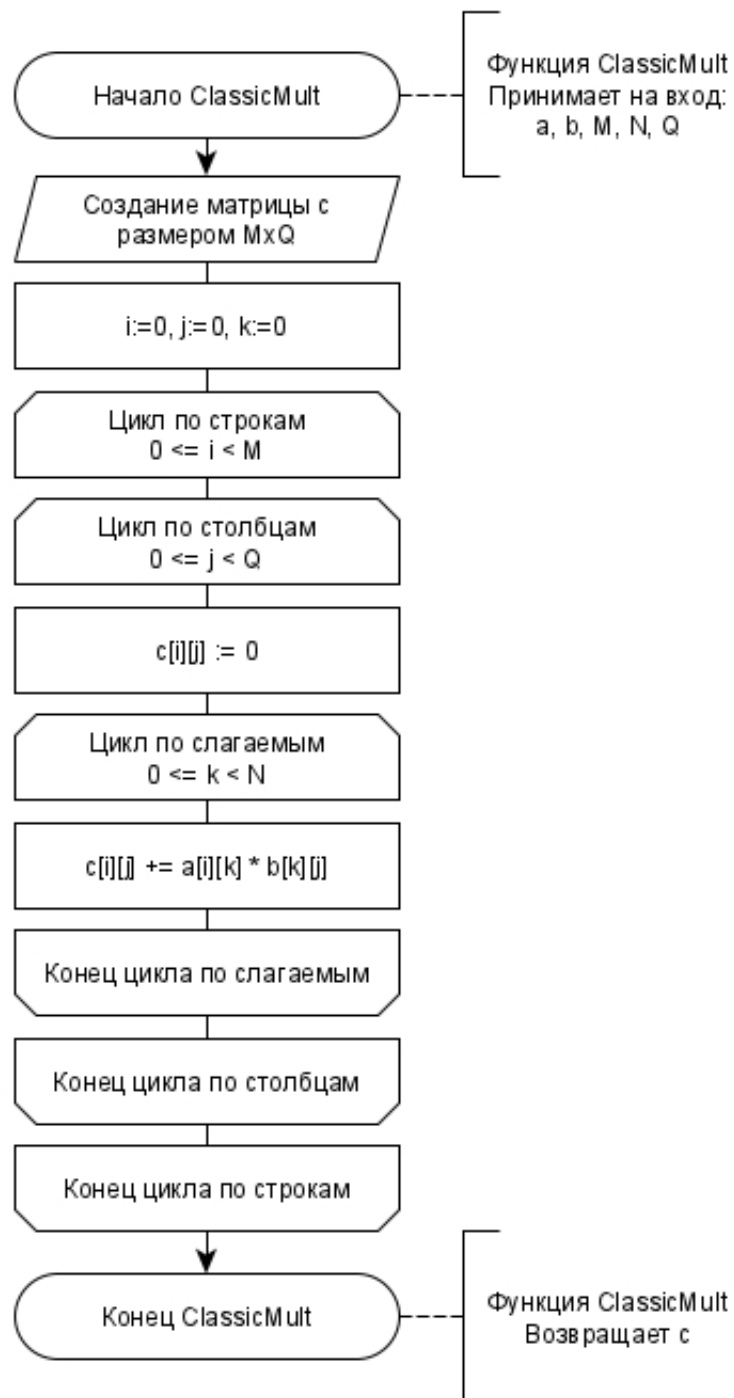 Начало ClassicMult
Функция ClassicMult
Принимает на вход:
a, b, M, N, Q
Создание матрицы с
размером MxQ
i:=0, j:=0, k:=0
Цикл по строкам
0 <= i < M
Цикл по столбцам
0 <= j < Q
c[i][j] := 0
Цикл по слагаемым
0 <= k < N
c[i][j] += a[i][k] * b[k][j]
Конец цикла по слагаемым
Конец цикла по столбцам
Конец цикла по строкам
Конец ClassicMult
Функция ClassicMult
Возвращает c